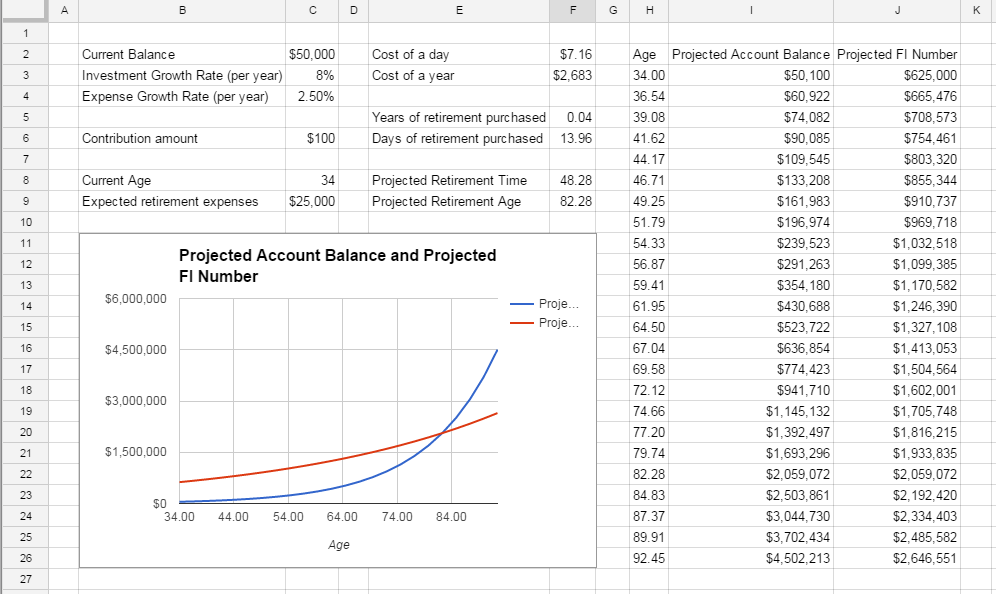 A B C D E F G H I J K
1
2 Current Balance $50,000 Cost of a day $7.16 Age Projected Account Balance Projected FI Number
3 Investment Growth Rate (per year) 8% Cost of a year $2,683 34.00 $50,100 $625,000
4 Expense Growth Rate (per year) 2.50% 36.54 $60,922 $665,476
5 Years of retirement purchased 0.04 39.08 $74,082 $708,573
6 Contribution amount $100 Days of retirement purchased 13.96 41.62 $90,085 $754,461
7 44.17 $109,545 $803,320
8 Current Age 34 Projected Retirement Time 48.28 46.71 $133,208 $855,344
9 Expected retirement expenses $25,000 Projected Retirement Age 82.28 49.25 $161,983 $910,737
10 51.79 $196,974 $969,718
11 54.33 $239,523 $1,032,518
12 56.87 $291,263 $1,099,385
13 59.41 $354,180 $1,170,582
14 61.95 $430,688 $1,246,390
15 64.50 $523,722 $1,327,108
16 67.04 $636,854 $1,413,053
17 69.58 $774,423 $1,504,564
18 72.12 $941,710 $1,602,001
19 74.66 $1,145,132 $1,705,748
20 77.20 $1,392,497 $1,816,215
21 79.74 $1,693,296 $1,933,835
22 82.28 $2,059,072 $2,059,072
23 84.83 $2,503,861 $2,192,420
24 87.37 $3,044,730 $2,334,403
25 89.91 $3,702,434 $2,485,582
26 92.45 $4,502,213 $2,646,551
27
Projected Account Balance and Projected
FI Number
$6,000,000
$4,500,000
$3,000,000
$1,500,000
$0
34.00 44.00 54.00 64.00 74.00 84.00
Age
Proje...
Proje...